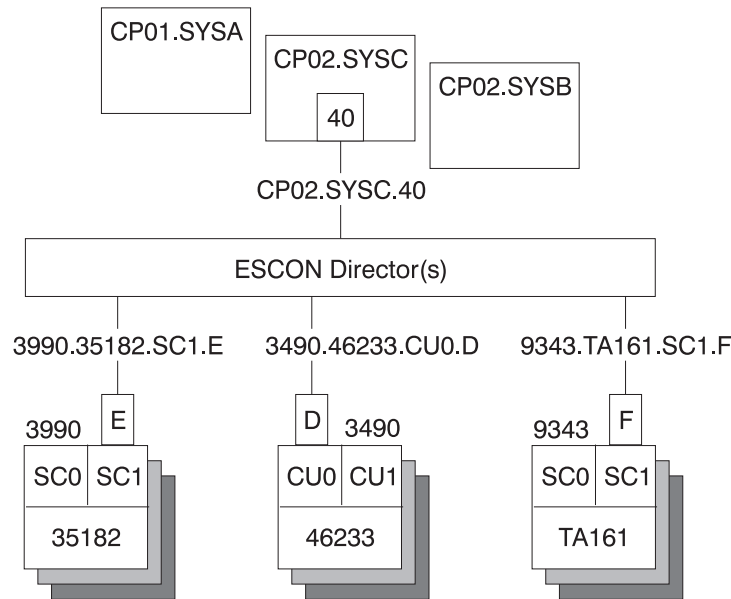 CP01.SYSA
CP02.SYSC
CP02.SYSB
40
CP02.SYSC.40
ESCON Director(s)
3990.35182.SC1.E
3490.46233.CU0.D
9343.TA161.SC1.F
3990
E
D
3490
9343
F
SC0
SC1
CU0
CU1
SC0
SC1
35182
46233
TA161